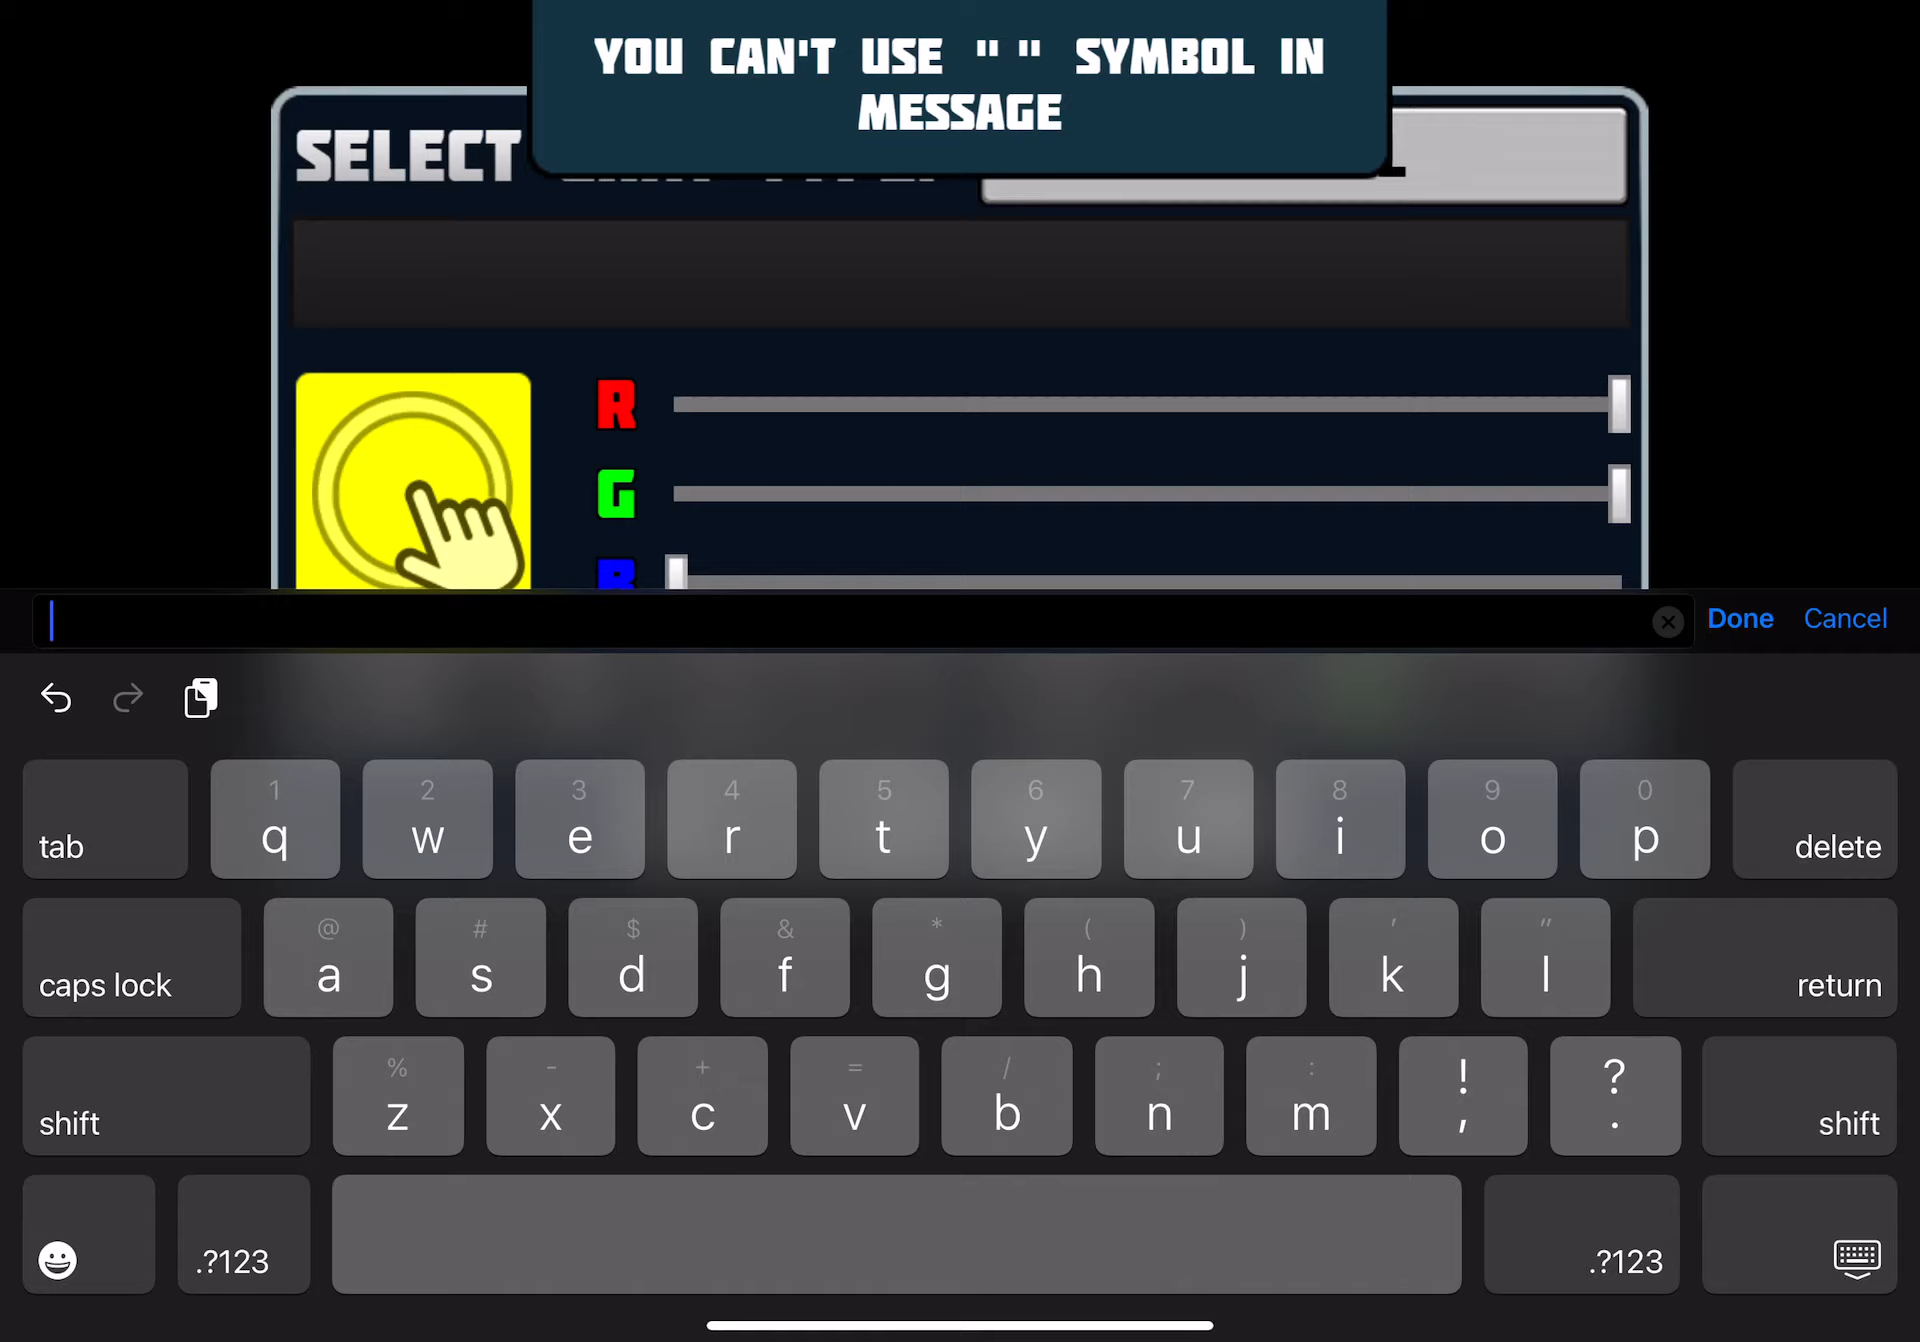 YOU CAN'T USE " " SYMBOL IN
MESSAGE
SELECT
R
G
B
Done Cancel
1 2 3 4 5 6 7 8 9 0
tab q w e r t y u i o p delete
@ # $ & * ( ) ' "
caps lock a s d f g h j k l return
% - + = / ; : ! ?
shift z x c v b n m , . shift
.?123 .?123